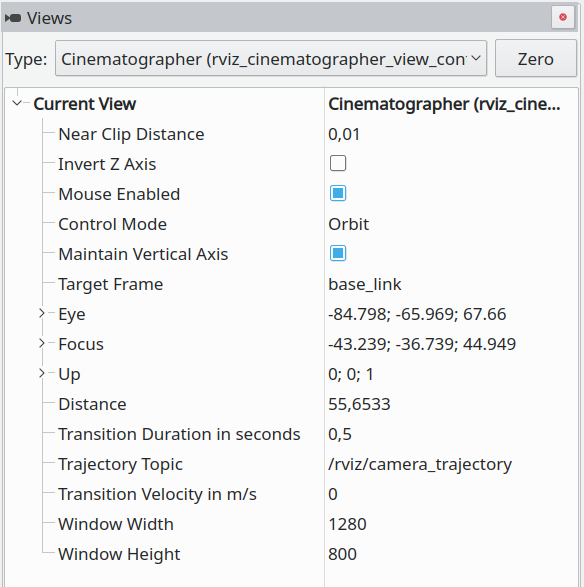 Views
Type: Cinematographer (rviz_cinematographer_view_con Zero
Current View Cinematographer (rviz_cine...
Near Clip Distance 0,01
Invert Z Axis
Mouse Enabled
Control Mode Orbit
Maintain Vertical Axis
Target Frame base_link
Eye -84.798; -65.969; 67.66
Focus -43.239; -36.739; 44.949
Up 0; 0; 1
Distance 55,6533
Transition Duration in seconds 0,5
Trajectory Topic /rviz/camera_trajectory
Transition Velocity in m/s 0
Window Width 1280
Window Height 800